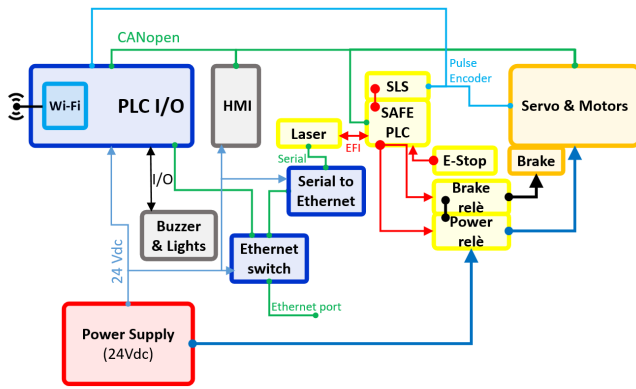 CANopen
Wi-Fi
PLC I/O
HMI
SLS
SAFE
PLC
Pulse
Encoder
Servo & Motors
Laser
EFI
E-Stop
Brake
Serial
Serial to
Ethernet
I/O
Brake
relè
Power
relè
Buzzer
& Lights
Ethernet
switch
24 Vdc
Ethernet port
Power Supply
(24Vdc)